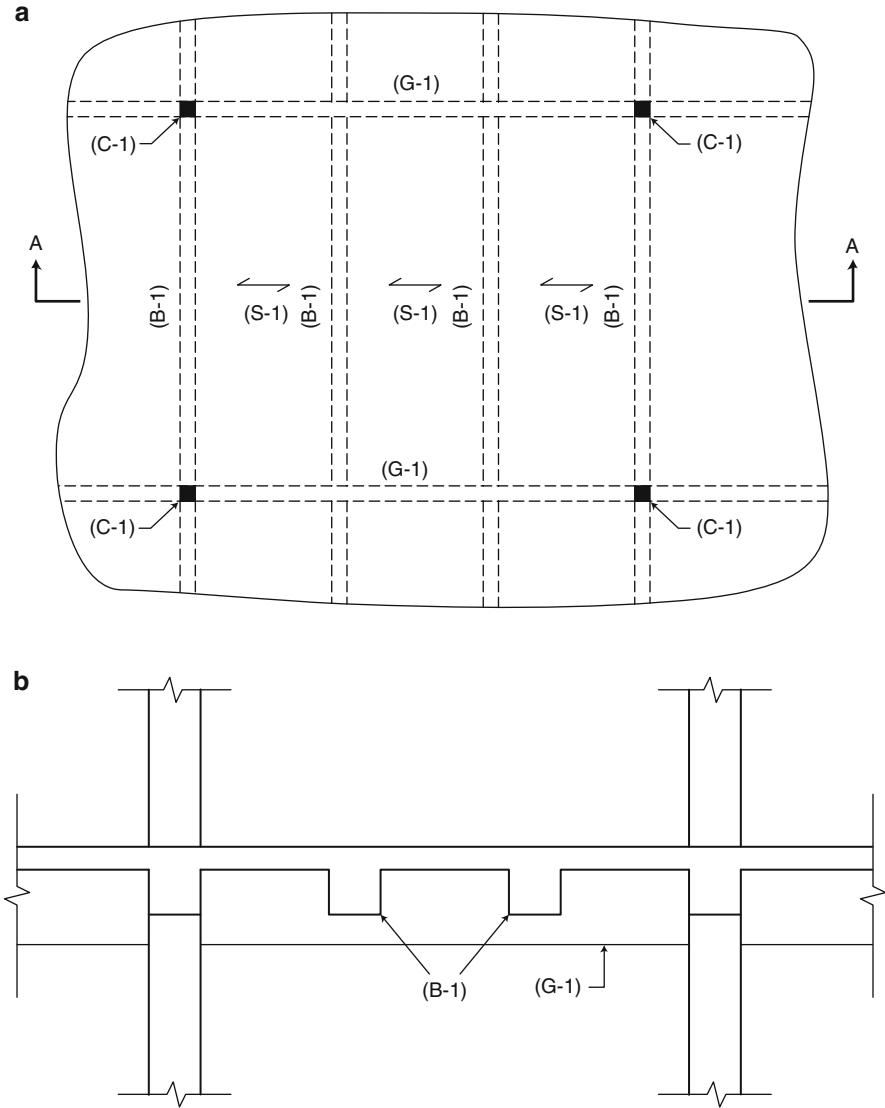 a
(G-1)
(C-1) (C-1)
A A
(B-1) (S-1) (B-1) (S-1) (B-1) (S-1) (B-1)
(G-1)
(C-1) (C-1)
b
(B-1) (G-1)